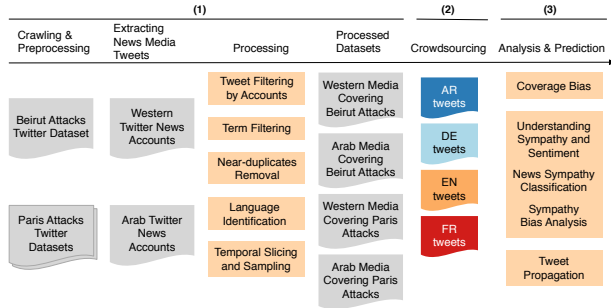 (1)
(2)
(3)
Crawling &
Preprocessing
Extracting
News Media
Tweets
Processing
Processed
Datasets
Crowdsourcing
Analysis & Prediction
Beirut Attacks
Twitter Dataset
Paris Attacks
Twitter
Datasets
Western
Twitter News
Accounts
Arab Twitter
News
Accounts
Tweet Filtering
by Accounts
Term Filtering
Near-duplicates
Removal
Language
Identification
Temporal Slicing
and Sampling
Western Media
Covering
Beirut Attacks
Arab Media
Covering
Beirut Attacks
Western Media
Covering Paris
Attacks
Arab Media
Covering Paris
Attacks
AR
tweets
DE
tweets
EN
tweets
FR
tweets
Coverage Bias
Understanding
Sympathy and
Sentiment
News Sympathy
Classification
Sympathy
Bias Analysis
Tweet
Propagation